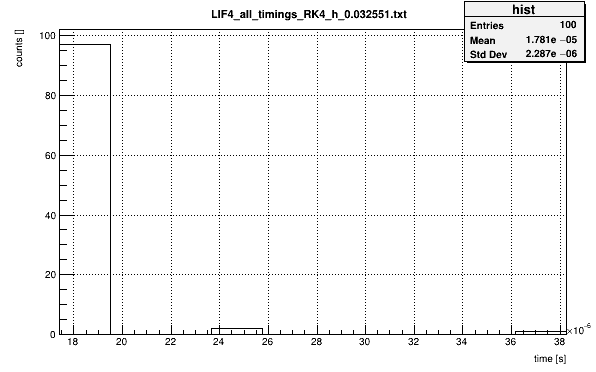 LIF4_all_timings_RK4_h_0.032551.txt
hist
Entries 100
Mean 1.781e −05
Std Dev 2.287e −06
counts []
100
80
60
40
20
0
18 20 22 24 26 28 30 32 34 36 38
×10⁻⁶
time [s]